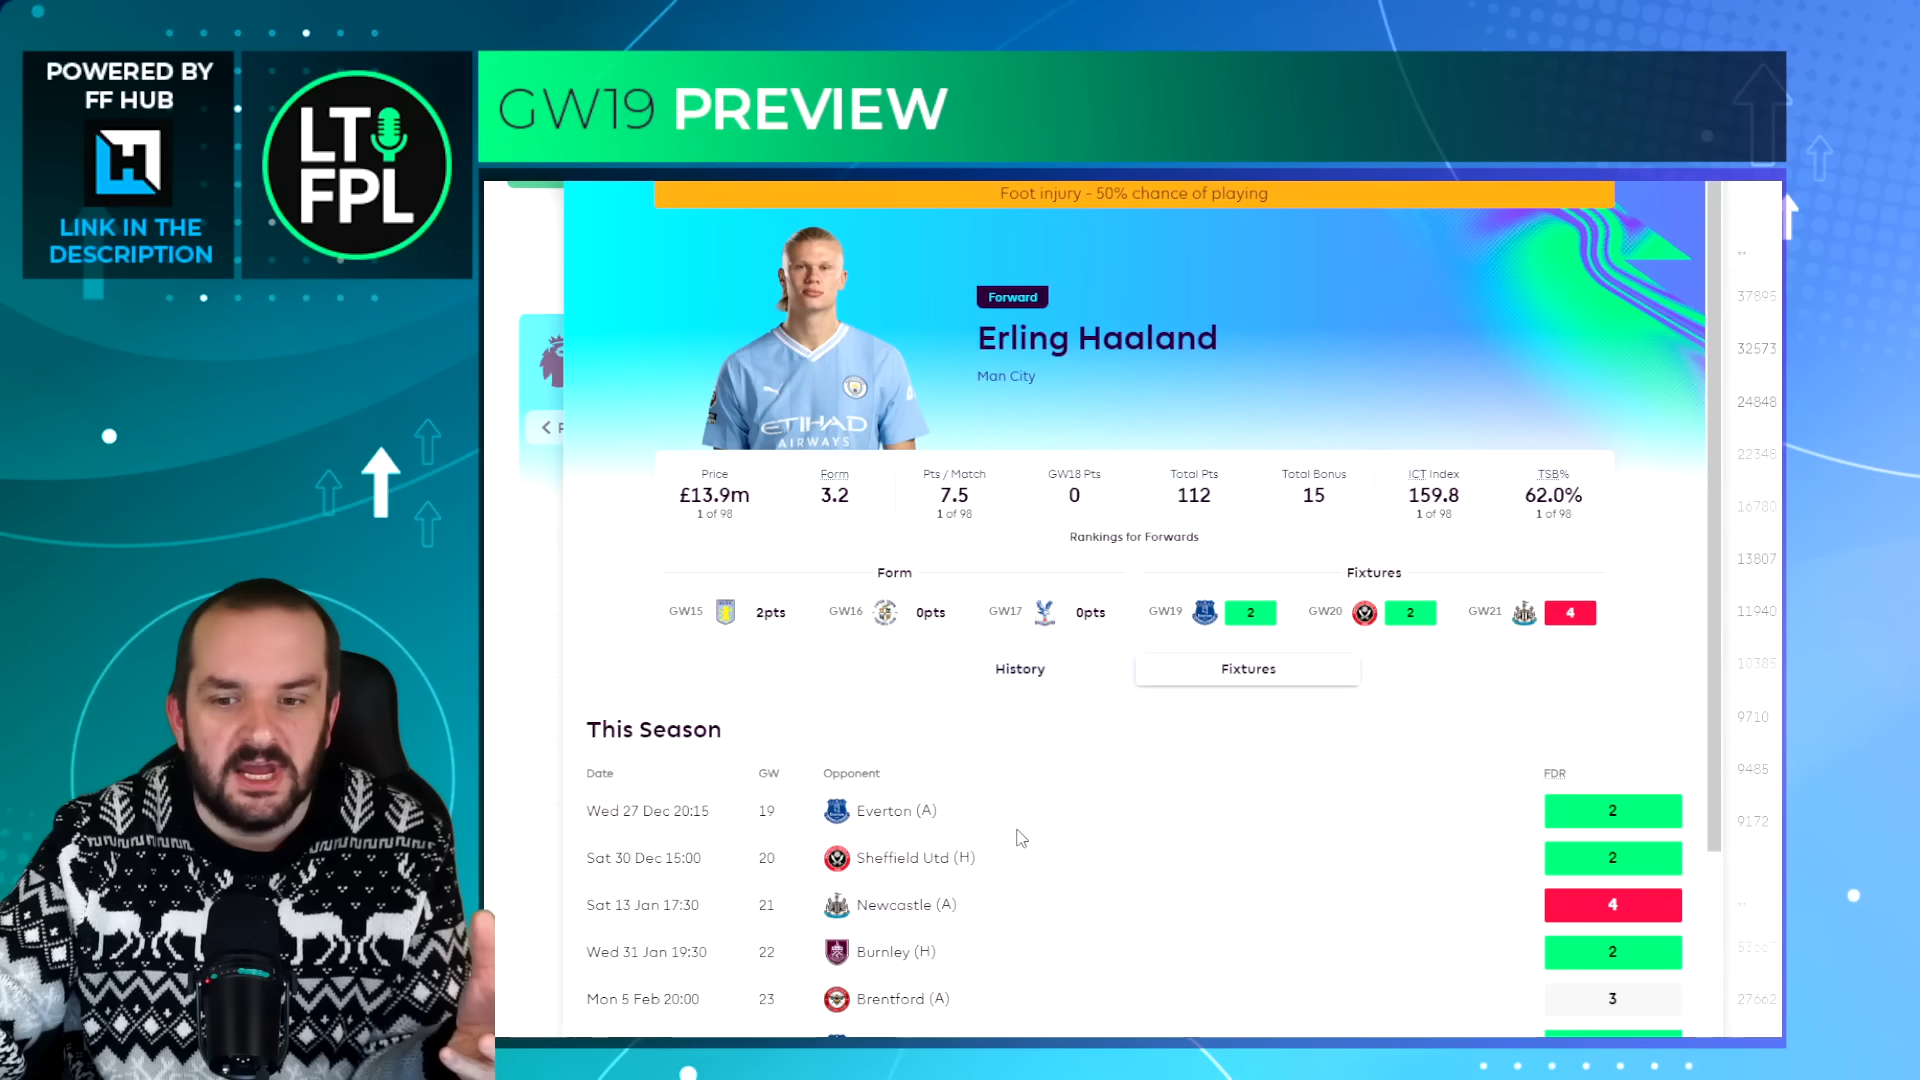 POWERED BY
FF HUB
LINK IN THE
DESCRIPTION
LT
FPL
GW19 PREVIEW
Foot injury - 50% chance of playing
Forward
Erling Haaland
Man City
ETIHAD
AIRWAYS
Price Form Pts / Match GW18 Pts Total Pts Total Bonus ICT Index TSB%
£13.9m 3.2 7.5 0 112 15 159.8 62.0%
1 of 98 1 of 98 1 of 98 1 of 98
Rankings for Forwards
Form Fixtures
GW15 2pts GW16 0pts GW17 0pts GW19 2 GW20 2 GW21 4
History Fixtures
This Season
Date GW Opponent FDR
Wed 27 Dec 20:15 19 Everton (A) 2
Sat 30 Dec 15:00 20 Sheffield Utd (H) 2
Sat 13 Jan 17:30 21 Newcastle (A) 4
Wed 31 Jan 19:30 22 Burnley (H) 2
Mon 5 Feb 20:00 23 Brentford (A) 3
37895
32573
24848
22348
16780
13807
11940
10385
9710
9485
9172
27662